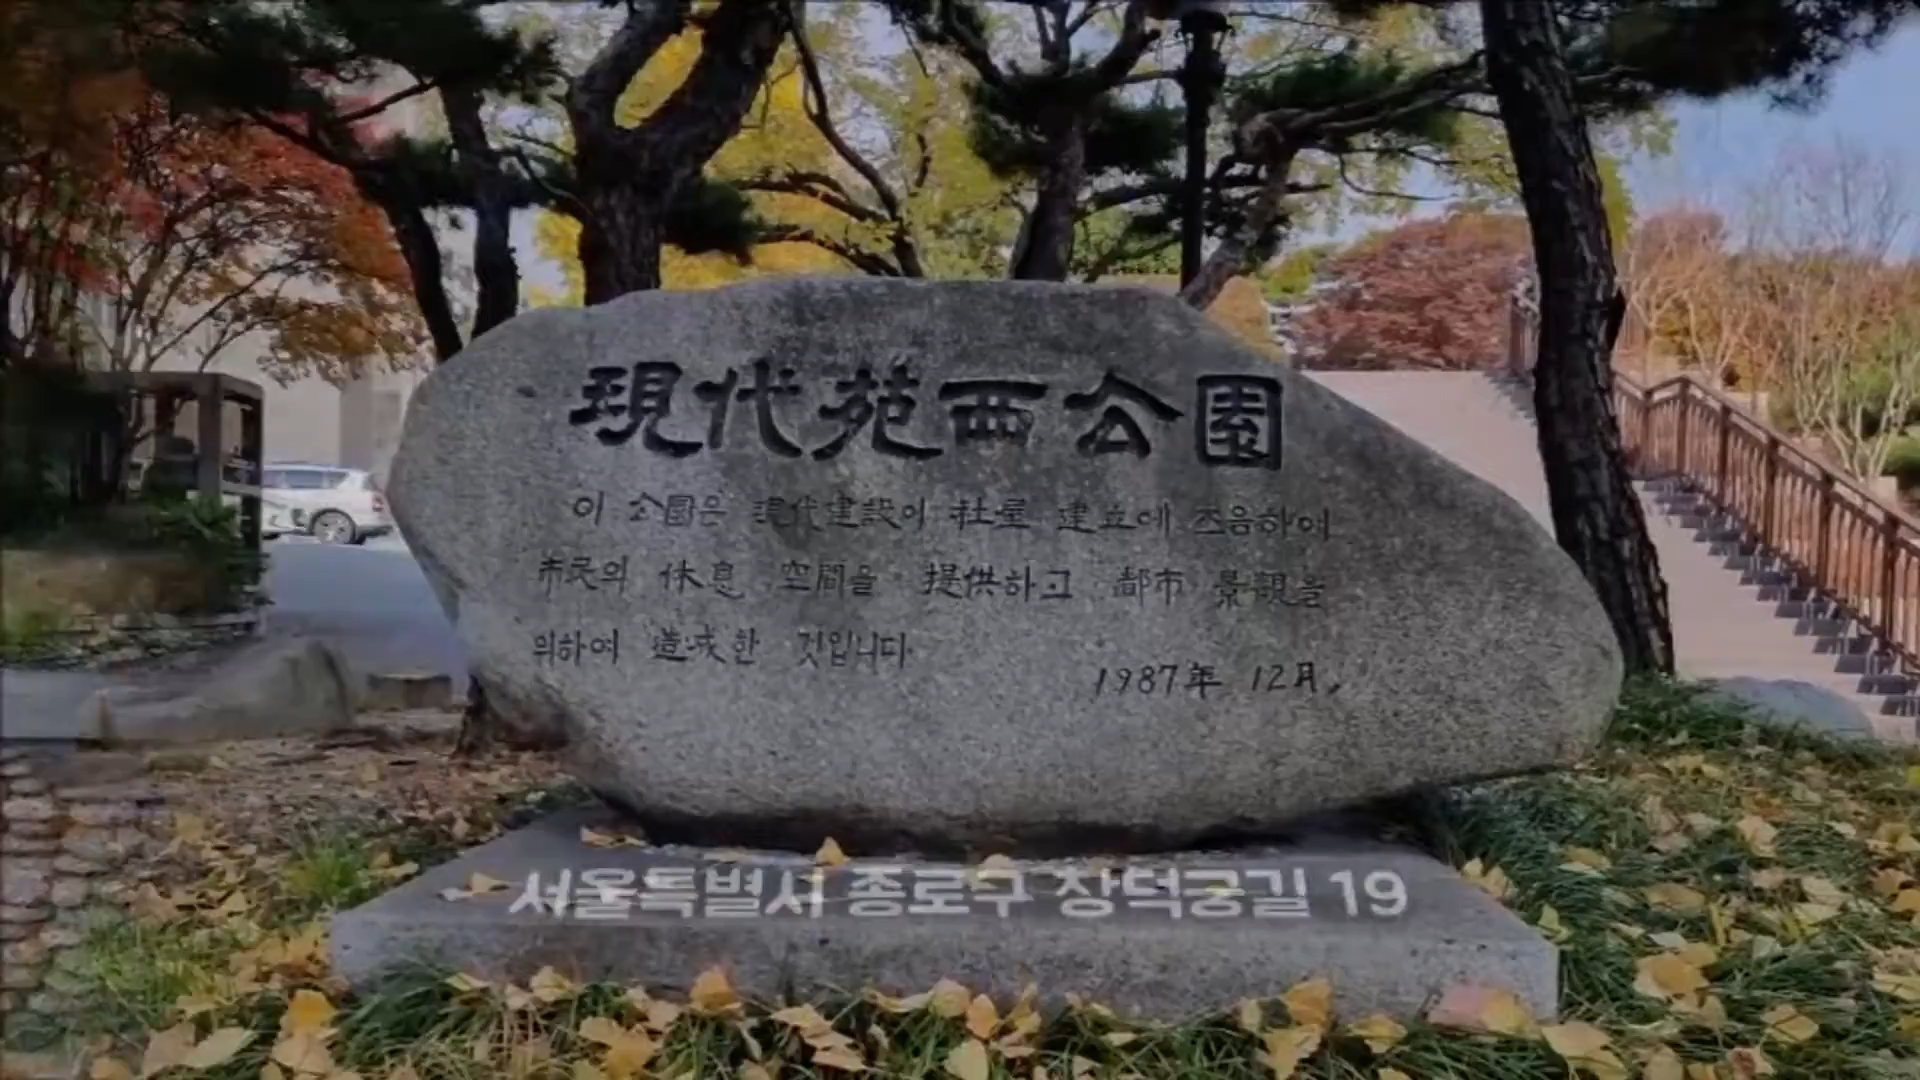 現代苑西公園
이 公園은 現代建設이 社屋 建立에 즈음하여
市民의 休息 空間을 提供하고 都市 景觀을
위하여 造成한 것입니다.
1987年 12月.
서울특별시 종로구 창덕궁길 19